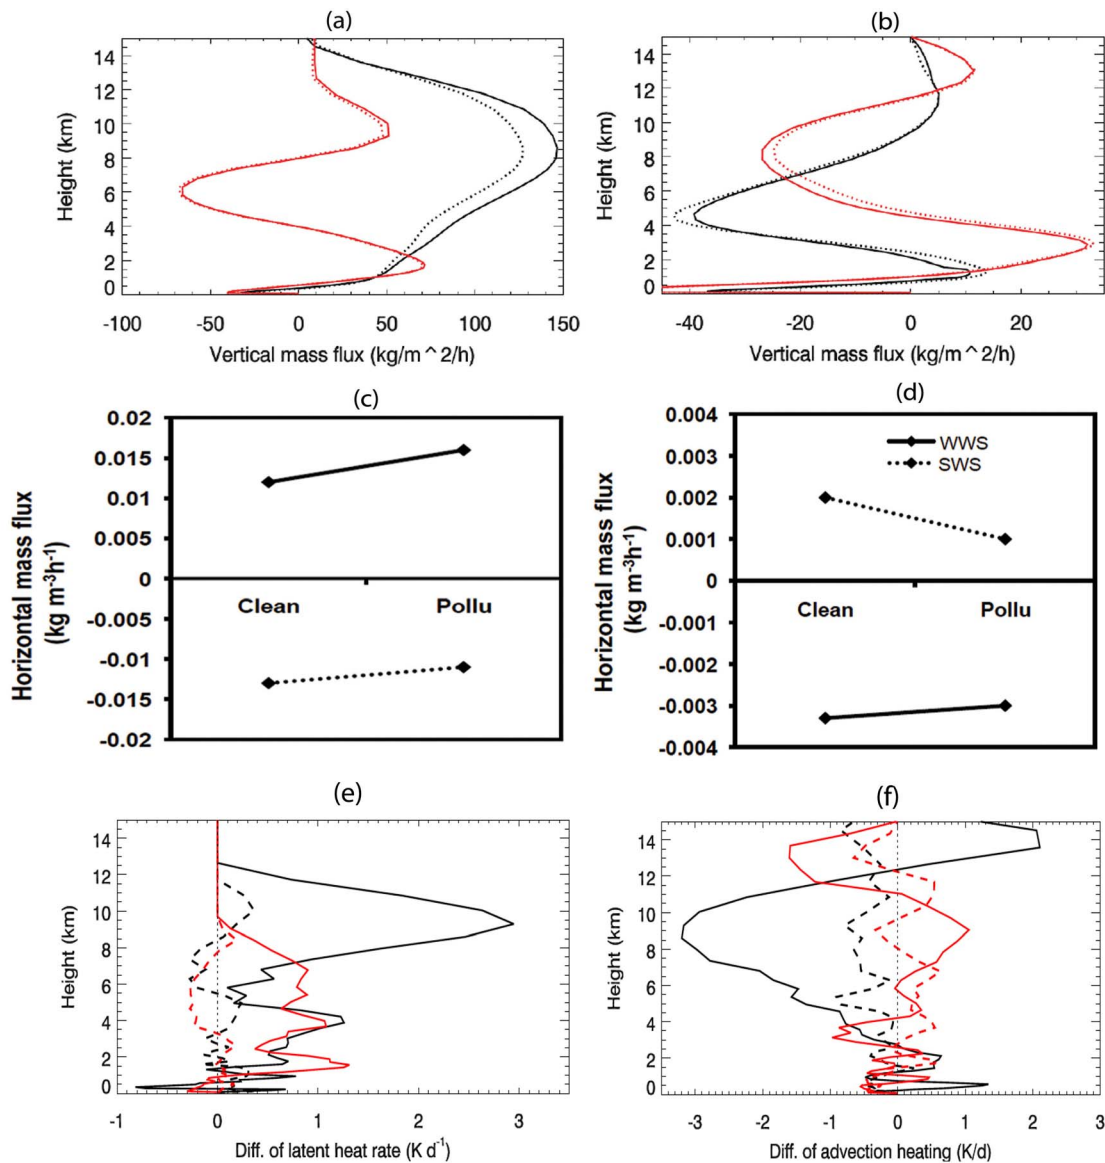 (a)
14
12
10
8
6
4
2
0
Height (km)
-100 -50 0 50 100 150
Vertical mass flux (kg/m^2/h)
(b)
14
12
10
8
6
4
2
0
Height (km)
-40 -20 0 20
Vertical mass flux (kg/m^2/h)
(c)
0.02
0.015
0.01
0.005
0
-0.005
-0.01
-0.015
-0.02
Horizontal mass flux
(kg m-3h-1)
Clean Pollu
(d)
0.004
0.003
0.002
0.001
0
-0.001
-0.002
-0.003
-0.004
Horizontal mass flux
(kg m-3h-1)
WWS
SWS
Clean Pollu
(e)
14
12
10
8
6
4
2
0
Height (km)
-1 0 1 2 3
Diff. of latent heat rate (K d-1)
(f)
14
12
10
8
6
4
2
0
Height (km)
-3 -2 -1 0 1 2 3
Diff. of advection heating (K/d)